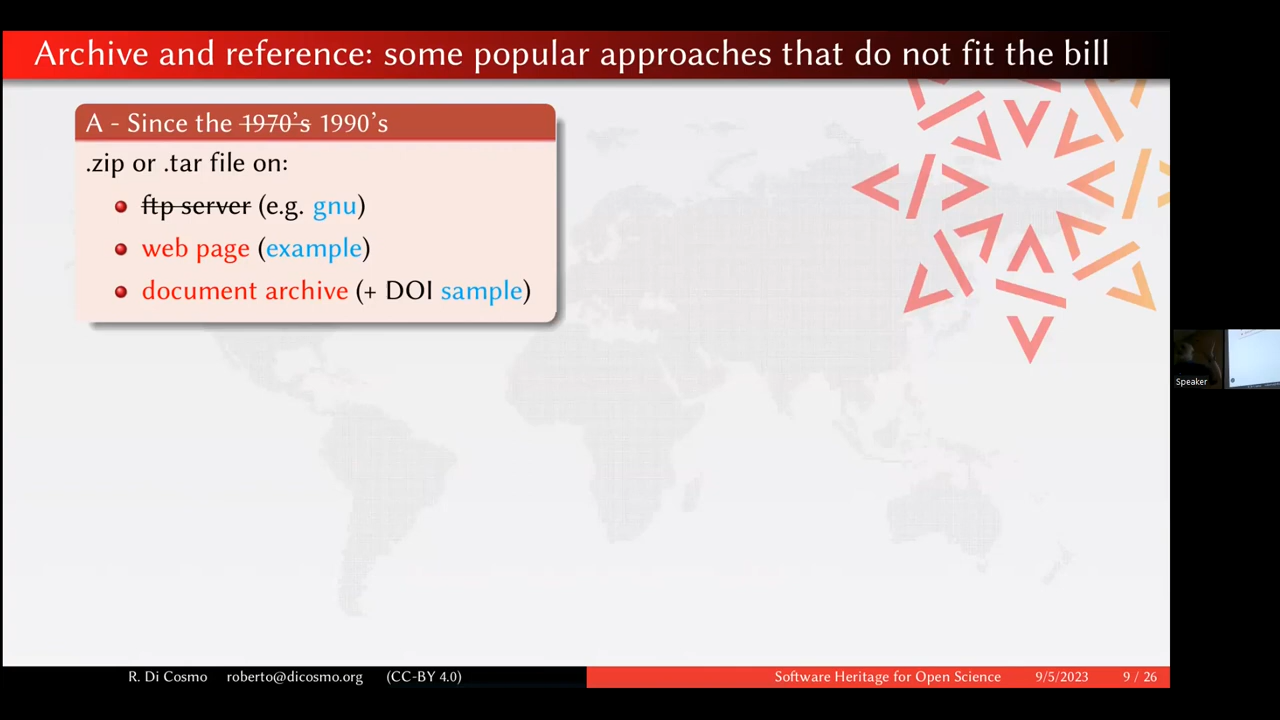 Archive and reference: some popular approaches that do not fit the bill
A - Since the 1970's 1990's
.zip or .tar file on:
ftp server (e.g. gnu)
web page (example)
document archive (+ DOI sample)
Speaker
R. Di Cosmo roberto@dicosmo.org (CC-BY 4.0) Software Heritage for Open Science 9/5/2023 9 / 26